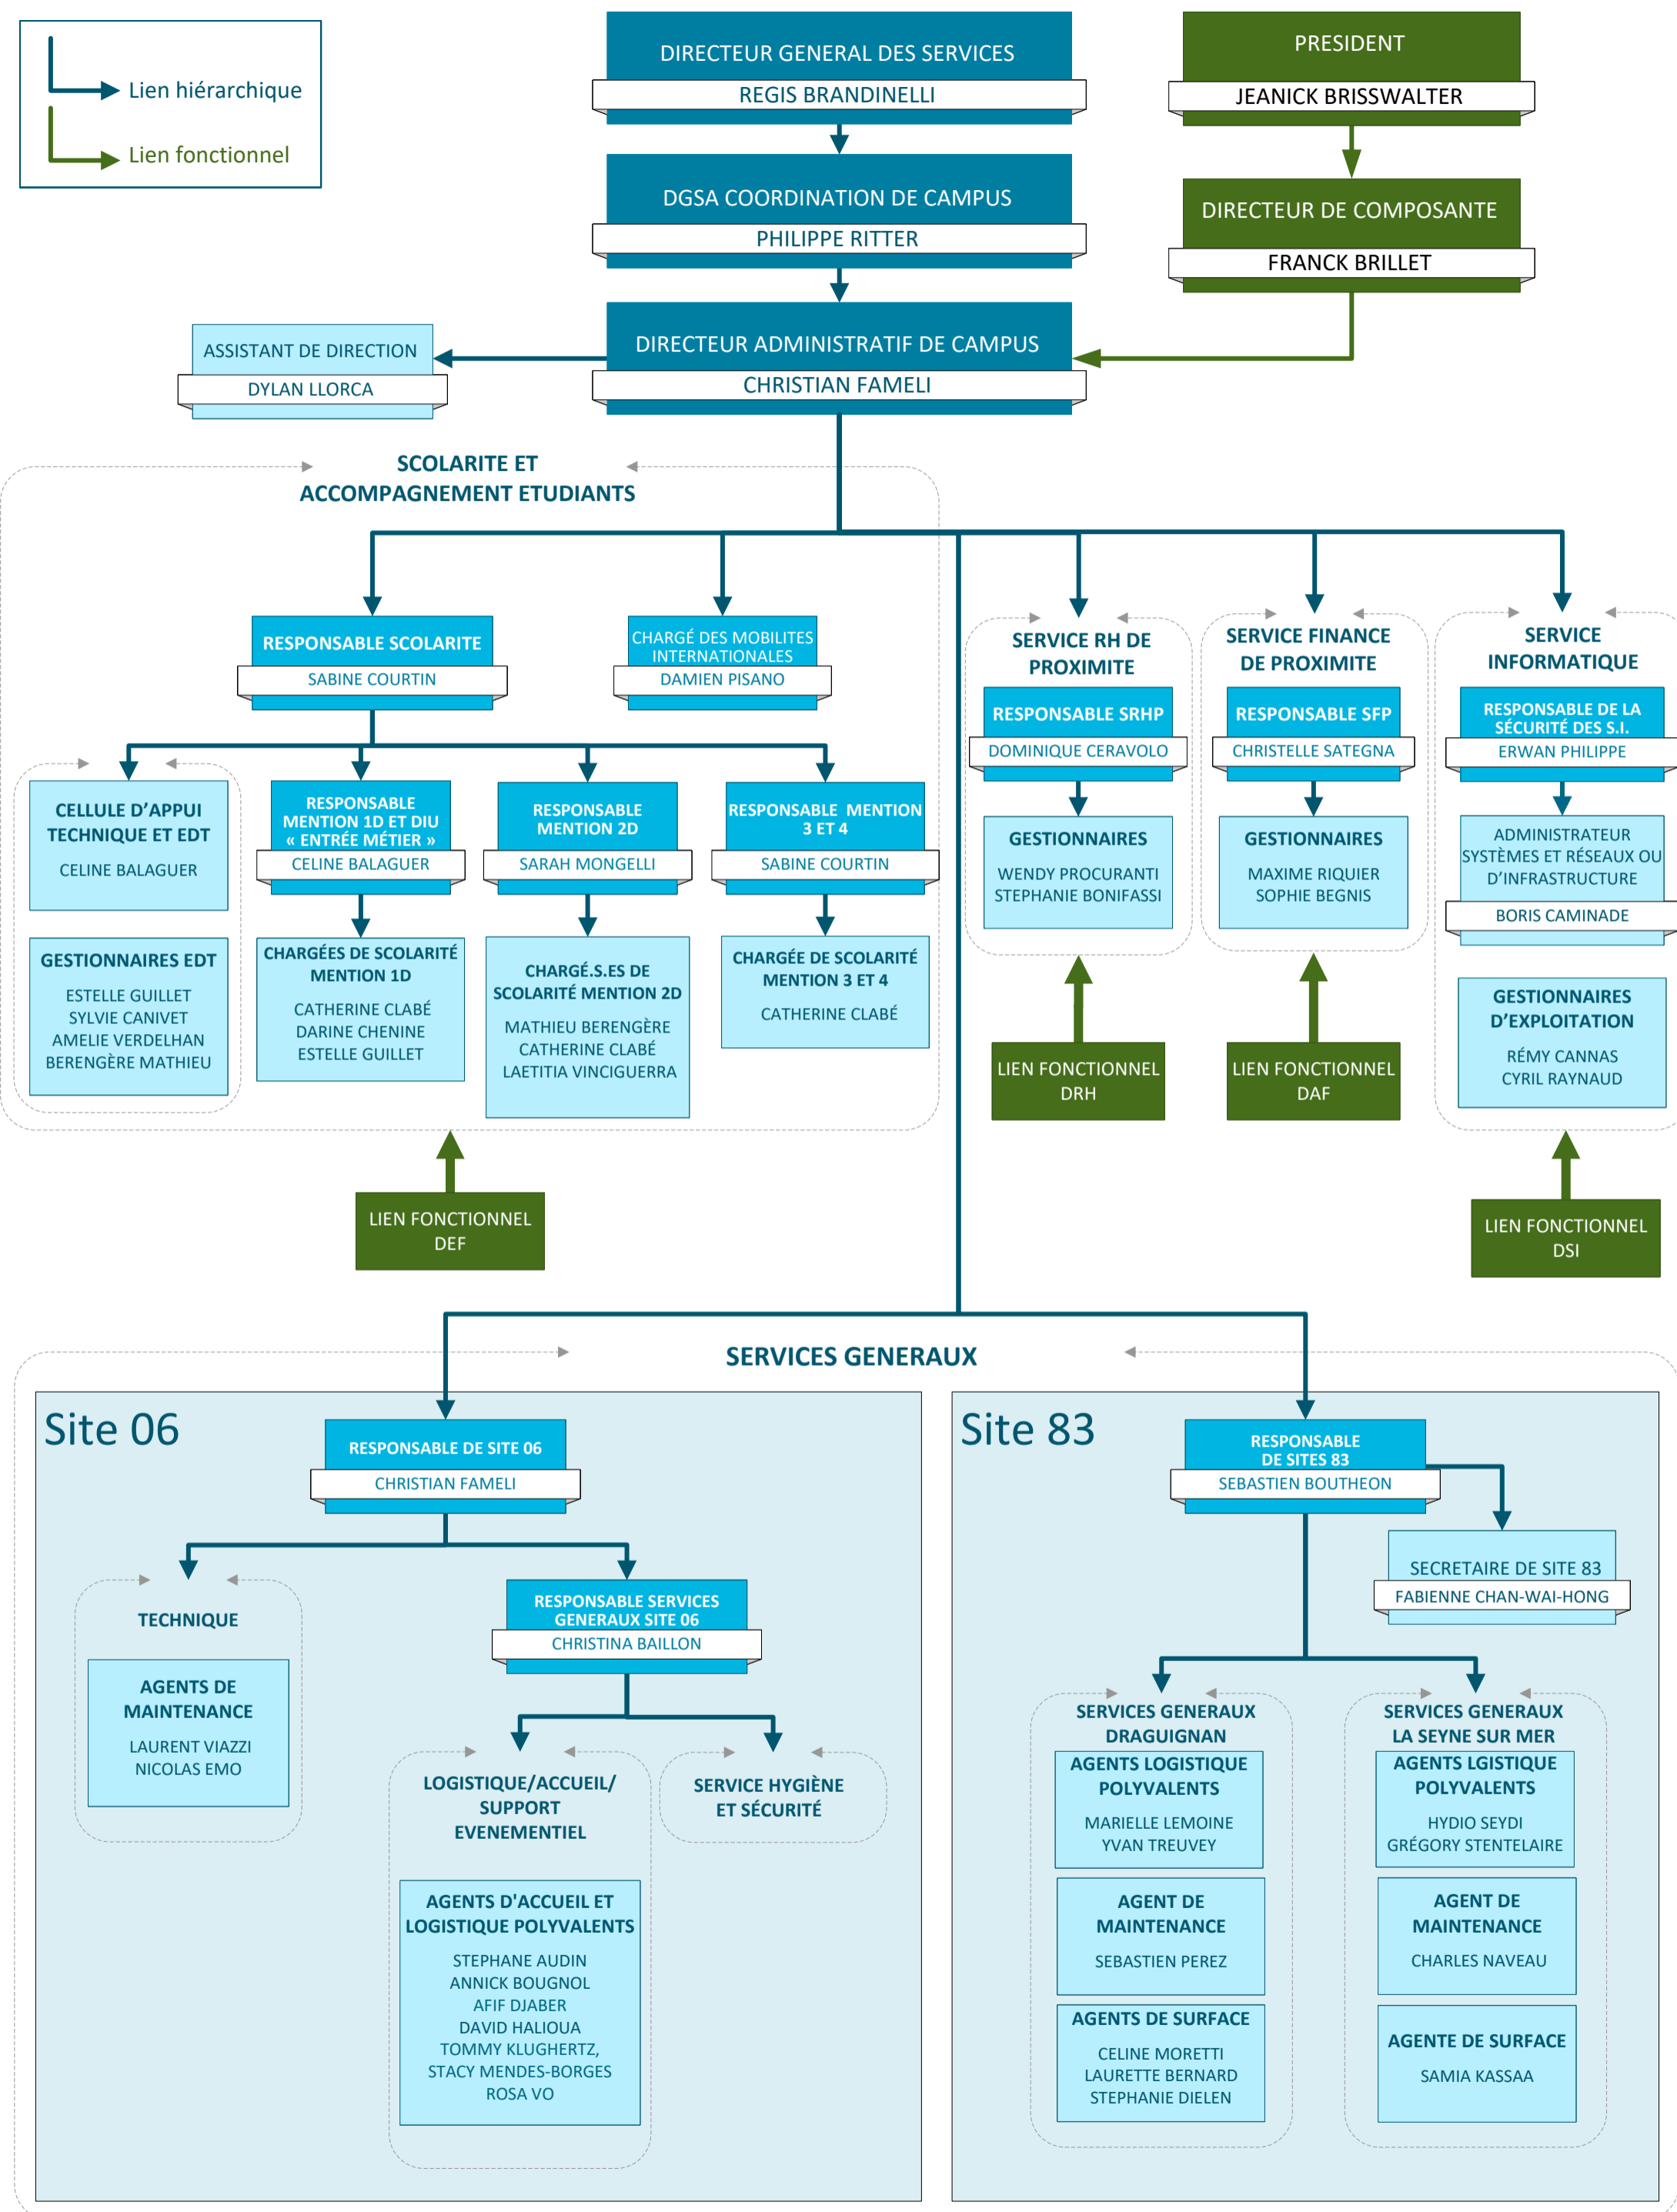 Lien hiérarchique
Lien fonctionnel
DIRECTEUR GENERAL DES SERVICES
REGIS BRANDINELLI
PRESIDENT
JEANICK BRISSWALTER
DGSA COORDINATION DE CAMPUS
PHILIPPE RITTER
DIRECTEUR DE COMPOSANTE
FRANCK BRILLET
DIRECTEUR ADMINISTRATIF DE CAMPUS
CHRISTIAN FAMELI
ASSISTANT DE DIRECTION
DYLAN LLORCA
SCOLARITE ET
ACCOMPAGNEMENT ETUDIANTS
RESPONSABLE SCOLARITE
SABINE COURTIN
CHARGÉ DES MOBILITES
INTERNATIONALES
DAMIEN PISANO
CELLULE D’APPUI
TECHNIQUE ET EDT
CELINE BALAGUER
GESTIONNAIRES EDT
ESTELLE GUILLET
SYLVIE CANIVET
AMELIE VERDELHAN
BERENGÈRE MATHIEU
RESPONSABLE
MENTION 1D ET DIU
« ENTRÉE MÉTIER »
CELINE BALAGUER
CHARGÉES DE SCOLARITÉ
MENTION 1D
CATHERINE CLABÉ
DARINE CHENINE
ESTELLE GUILLET
RESPONSABLE
MENTION 2D
SARAH MONGELLI
CHARGÉ.S.ES DE
SCOLARITÉ MENTION 2D
MATHIEU BERENGÈRE
CATHERINE CLABÉ
LAETITIA VINCIGUERRA
RESPONSABLE MENTION
3 ET 4
SABINE COURTIN
CHARGÉE DE SCOLARITÉ
MENTION 3 ET 4
CATHERINE CLABÉ
LIEN FONCTIONNEL
DEF
SERVICE RH DE
PROXIMITE
RESPONSABLE SRHP
DOMINIQUE CERAVOLO
GESTIONNAIRES
WENDY PROCURANTI
STEPHANIE BONIFASSI
LIEN FONCTIONNEL
DRH
SERVICE FINANCE
DE PROXIMITE
RESPONSABLE SFP
CHRISTELLE SATEGNA
GESTIONNAIRES
MAXIME RIQUIER
SOPHIE BEGNIS
LIEN FONCTIONNEL
DAF
SERVICE
INFORMATIQUE
RESPONSABLE DE LA
SÉCURITÉ DES S.I.
ERWAN PHILIPPE
ADMINISTRATEUR
SYSTÈMES ET RÉSEAUX OU
D’INFRASTRUCTURE
BORIS CAMINADE
GESTIONNAIRES
D’EXPLOITATION
RÉMY CANNAS
CYRIL RAYNAUD
LIEN FONCTIONNEL
DSI
SERVICES GENERAUX
Site 06
RESPONSABLE DE SITE 06
CHRISTIAN FAMELI
TECHNIQUE
AGENTS DE
MAINTENANCE
LAURENT VIAZZI
NICOLAS EMO
RESPONSABLE SERVICES
GENERAUX SITE 06
CHRISTINA BAILLON
LOGISTIQUE/ACCUEIL/
SUPPORT
EVENEMENTIEL
AGENTS D'ACCUEIL ET
LOGISTIQUE POLYVALENTS
STEPHANE AUDIN
ANNICK BOUGNOL
AFIF DJABER
DAVID HALIOUA
TOMMY KLUGHERTZ,
STACY MENDES-BORGES
ROSA VO
SERVICE HYGIÈNE
ET SÉCURITÉ
Site 83
RESPONSABLE
DE SITES 83
SEBASTIEN BOUTHEON
SECRETAIRE DE SITE 83
FABIENNE CHAN-WAI-HONG
SERVICES GENERAUX
DRAGUIGNAN
AGENTS LOGISTIQUE
POLYVALENTS
MARIELLE LEMOINE
YVAN TREUVEY
AGENT DE
MAINTENANCE
SEBASTIEN PEREZ
AGENTS DE SURFACE
CELINE MORETTI
LAURETTE BERNARD
STEPHANIE DIELEN
SERVICES GENERAUX
LA SEYNE SUR MER
AGENTS LGISTIQUE
POLYVALENTS
HYDIO SEYDI
GRÉGORY STENTELAIRE
AGENT DE
MAINTENANCE
CHARLES NAVEAU
AGENTE DE SURFACE
SAMIA KASSAA